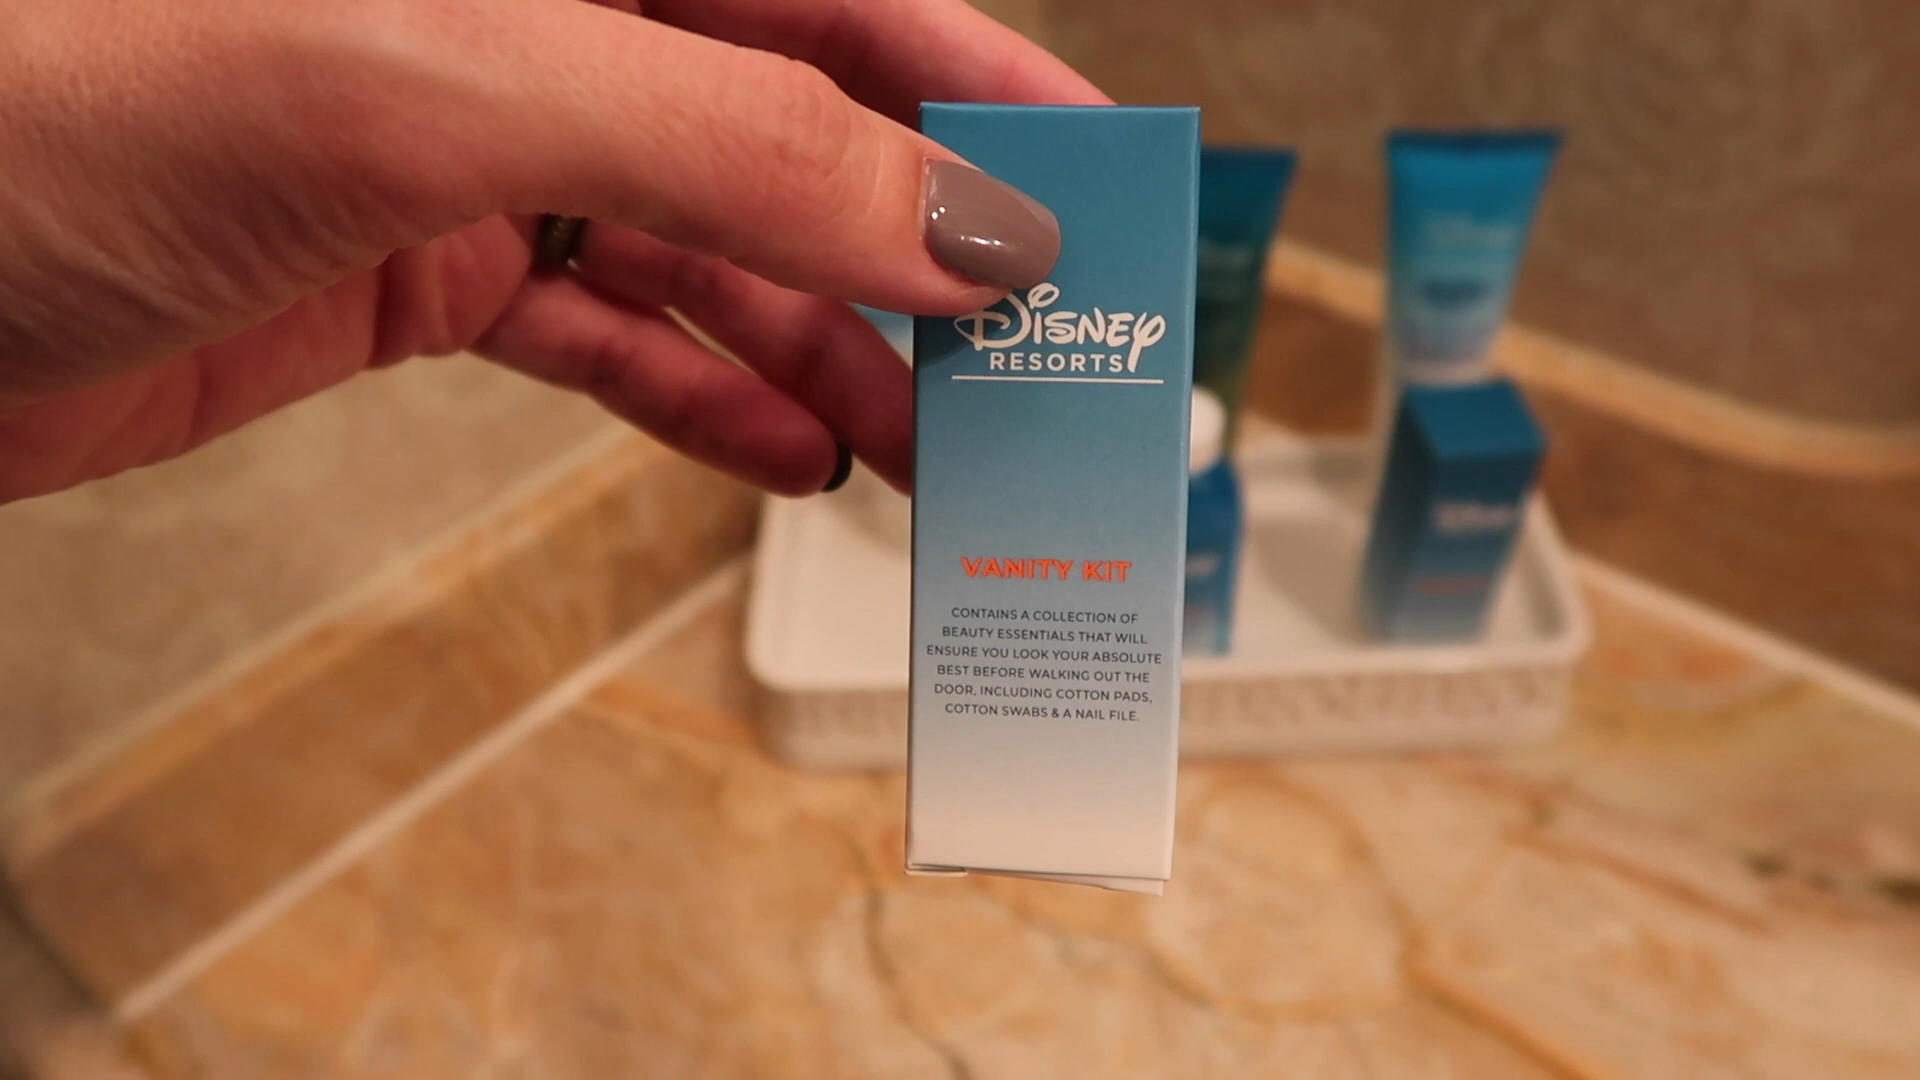 Disney
RESORTS
VANITY KIT
CONTAINS A COLLECTION OF
BEAUTY ESSENTIALS THAT WILL
ENSURE YOU LOOK YOUR ABSOLUTE
BEST BEFORE WALKING OUT THE
DOOR, INCLUDING COTTON PADS,
COTTON SWABS & A NAIL FILE.